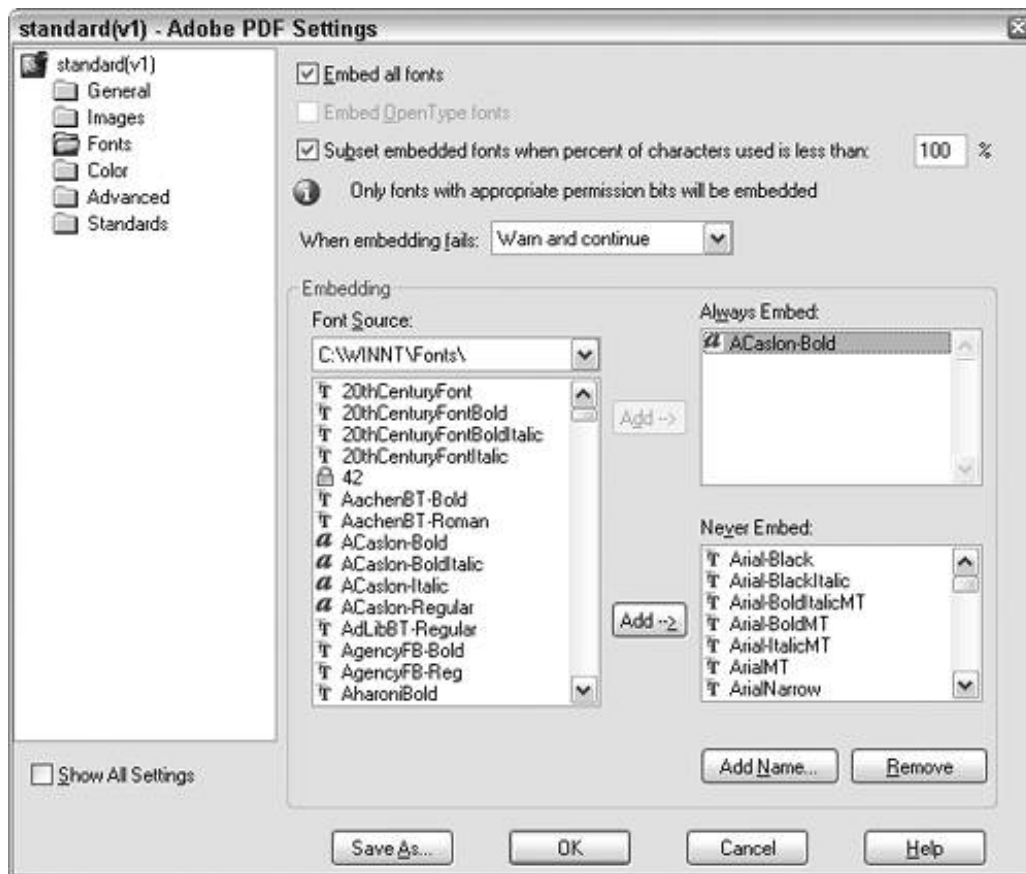 standard(v1) - Adobe PDF Settings
standard(v1)
General
Images
Fonts
Color
Advanced
Standards
Show All Settings
Embed all fonts
Embed OpenType fonts
Subset embedded fonts when percent of characters used is less than: 100 %
Only fonts with appropriate permission bits will be embedded
When embedding fails: Warn and continue
Embedding
Font Source:
C:\WINNT\Fonts\
20thCenturyFont
20thCenturyFontBold
20thCenturyFontBoldItalic
20thCenturyFontItalic
42
AachenBT-Bold
AachenBT-Roman
ACaslon-Bold
ACaslon-BoldItalic
ACaslon-Italic
ACaslon-Regular
AdLibBT-Regular
AgencyFB-Bold
AgencyFB-Reg
AharoniBold
Add -->
Add -->
Always Embed:
ACaslon-Bold
Never Embed:
Arial-Black
Arial-BlackItalic
Arial-BoldItalicMT
Arial-BoldMT
Arial-ItalicMT
ArialMT
ArialNarrow
Add Name... Remove
Save As... OK Cancel Help